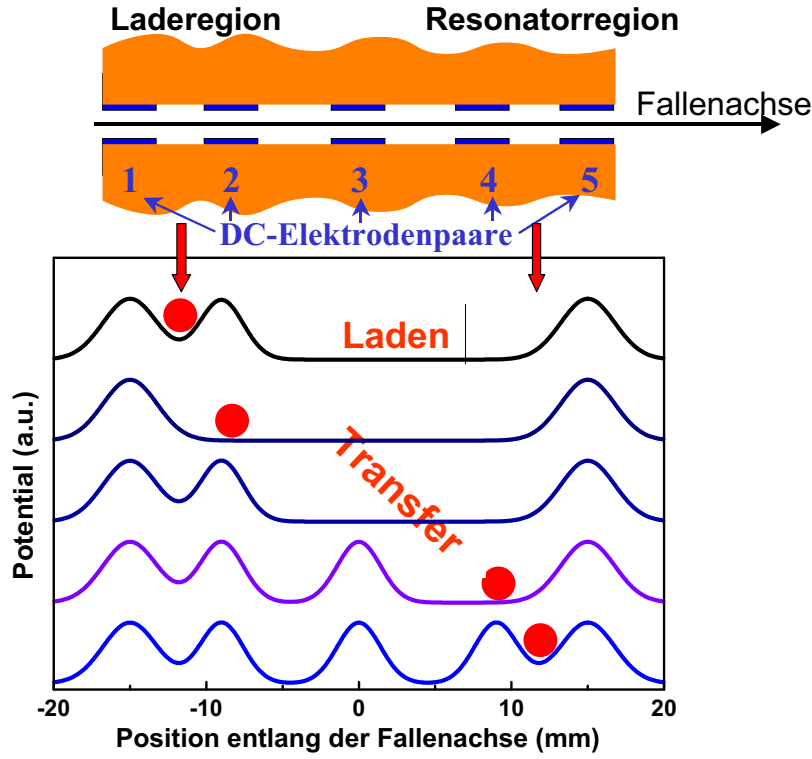 Laderegion Resonatorregion
Fallenachse
1 2 3 4 5
DC-Elektrodenpaare
Laden
Transfer
Potential (a.u.)
-20 -10 0 10 20
Position entlang der Fallenachse (mm)